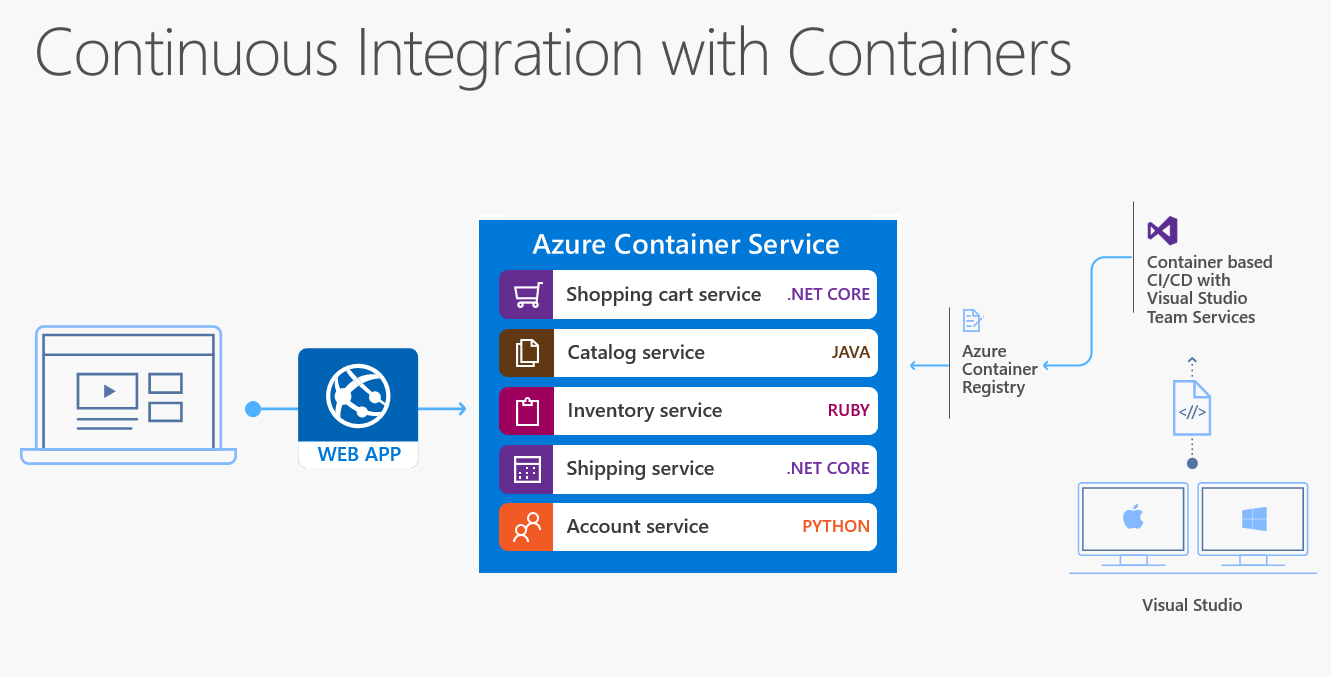 Continuous Integration with Containers
WEB APP
Azure Container Service
Shopping cart service .NET CORE
Catalog service JAVA
Inventory service RUBY
Shipping service .NET CORE
Account service PYTHON
Azure
Container
Registry
Container based
CI/CD with
Visual Studio
Team Services
<//>
Visual Studio